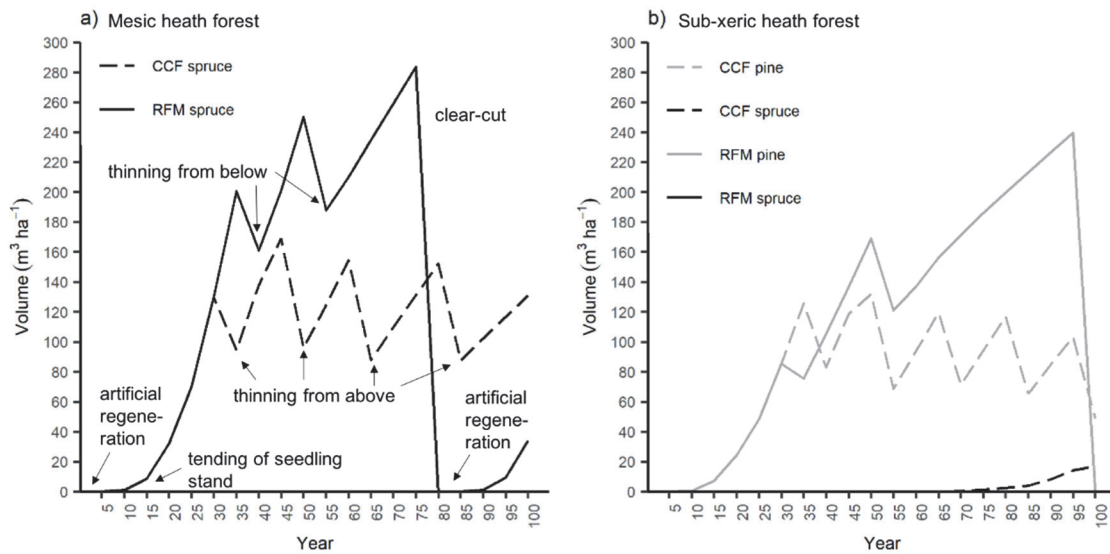 a) Mesic heath forest
300
280
260
240
220
200
180
160
140
120
100
80
60
40
20
0
Volume (m³ ha⁻¹)
CCF spruce
RFM spruce
clear-cut
thinning from below
thinning from above
artificial
regene-
ration
tending of seedling
stand
artificial
regene-
ration
5 10 15 20 25 30 35 40 45 50 55 60 65 70 75 80 85 90 95 100
Year
b) Sub-xeric heath forest
300
280
260
240
220
200
180
160
140
120
100
80
60
40
20
0
Volume (m³ ha⁻¹)
CCF pine
CCF spruce
RFM pine
RFM spruce
5 10 15 20 25 30 35 40 45 50 55 60 65 70 75 80 85 90 95 100
Year